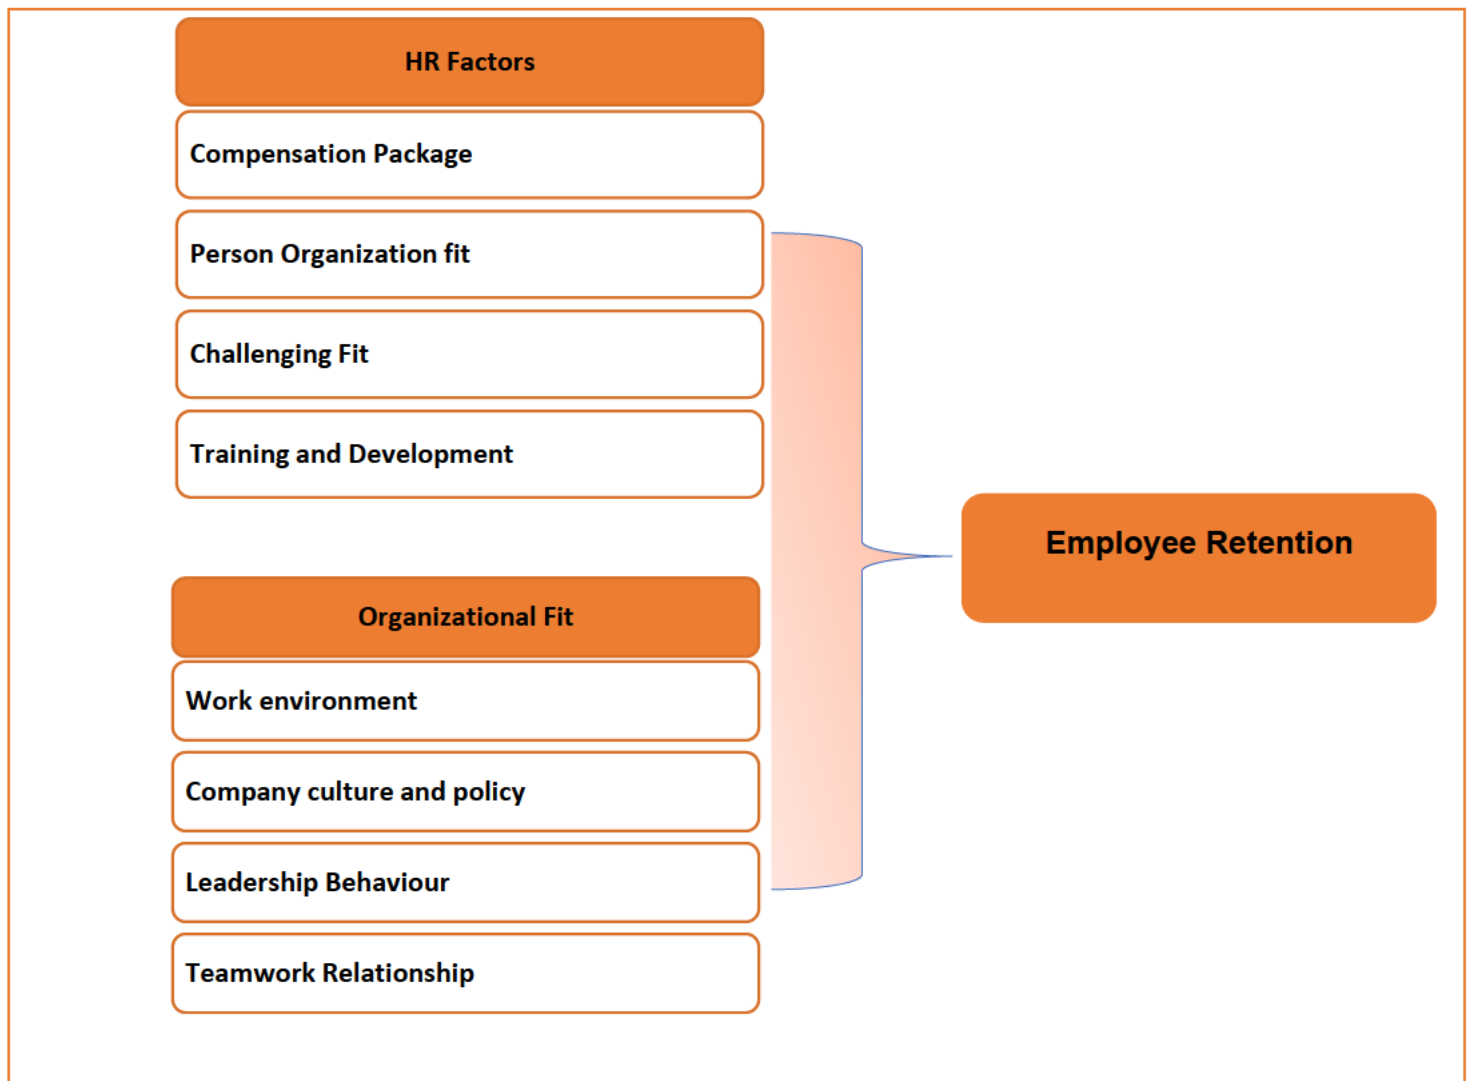 HR Factors
Compensation Package
Person Organization fit
Challenging Fit
Training and Development
Organizational Fit
Work environment
Company culture and policy
Leadership Behaviour
Teamwork Relationship
Employee Retention